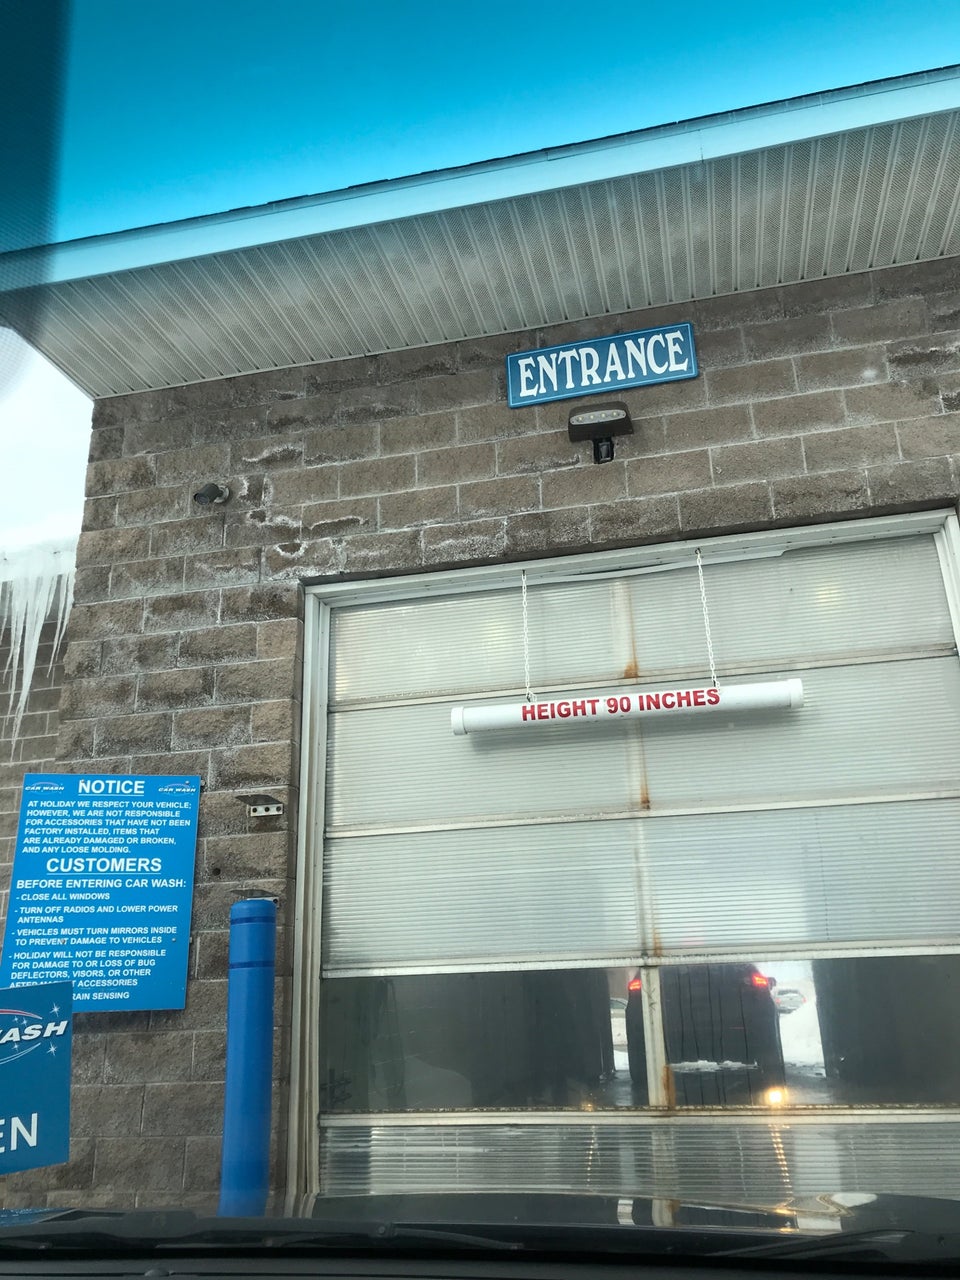 ENTRANCE
HEIGHT 90 INCHES
CAR WASH NOTICE CAR WASH
AT HOLIDAY WE RESPECT YOUR VEHICLE;
HOWEVER, WE ARE NOT RESPONSIBLE
FOR ACCESSORIES THAT HAVE NOT BEEN
FACTORY INSTALLED, ITEMS THAT
ARE ALREADY DAMAGED OR BROKEN,
AND ANY LOOSE MOLDING.
CUSTOMERS
BEFORE ENTERING CAR WASH:
- CLOSE ALL WINDOWS
- TURN OFF RADIOS AND LOWER POWER
ANTENNAS
- VEHICLES MUST TURN MIRRORS INSIDE
TO PREVENT DAMAGE TO VEHICLES
- HOLIDAY WILL NOT BE RESPONSIBLE
FOR DAMAGE TO OR LOSS OF BUG
DEFLECTORS, VISORS, OR OTHER
ACCESSORIES
RAIN SENSING
WASH
EN